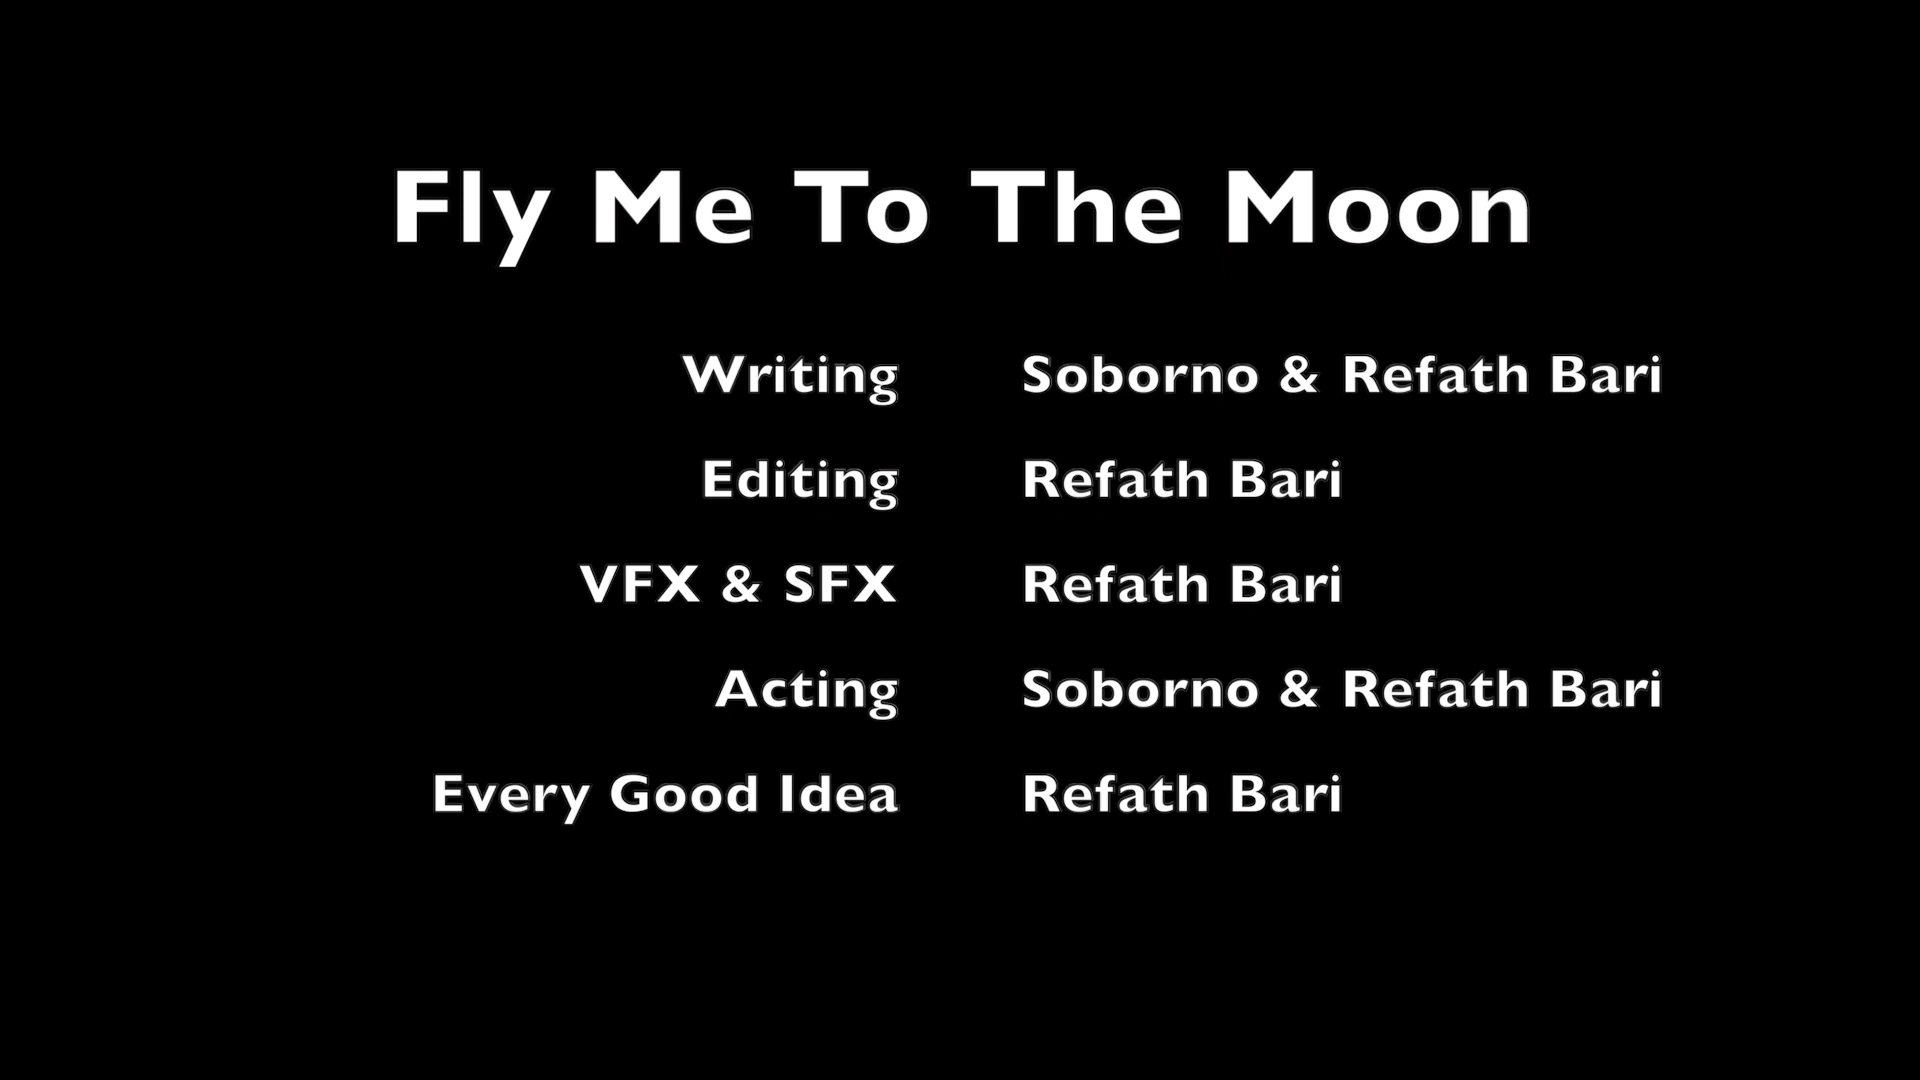 Fly Me To The Moon
Writing Soborno & Refath Bari
Editing Refath Bari
VFX & SFX Refath Bari
Acting Soborno & Refath Bari
Every Good Idea Refath Bari